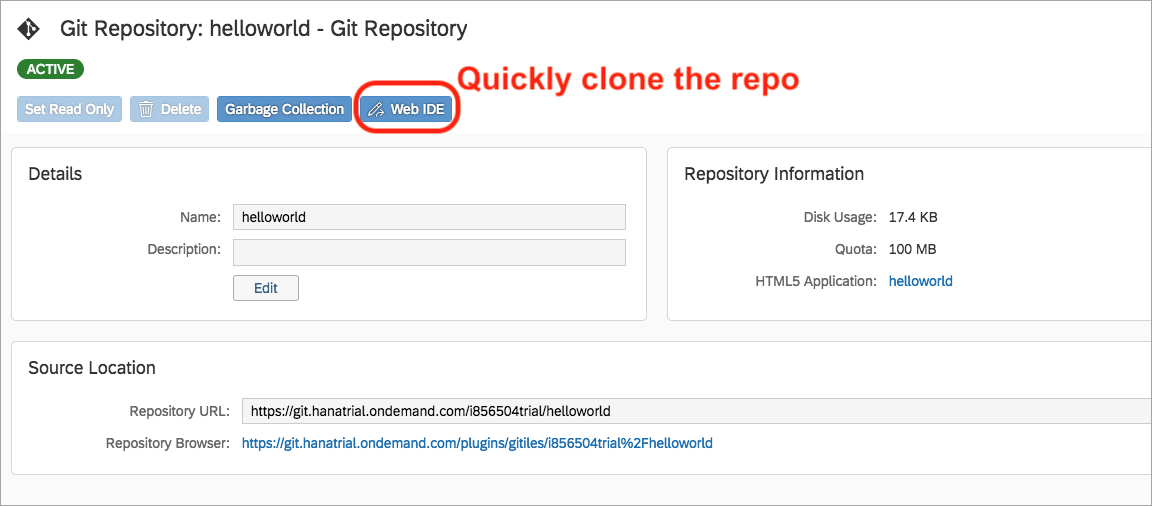 Git Repository: helloworld - Git Repository
ACTIVE
Quickly clone the repo
Set Read Only Delete Garbage Collection Web IDE
Details
Name: helloworld
Description:
Edit
Repository Information
Disk Usage: 17.4 KB
Quota: 100 MB
HTML5 Application: helloworld
Source Location
Repository URL: https://git.hanatrial.ondemand.com/i856504trial/helloworld
Repository Browser: https://git.hanatrial.ondemand.com/plugins/gitiles/i856504trial%2Fhelloworld